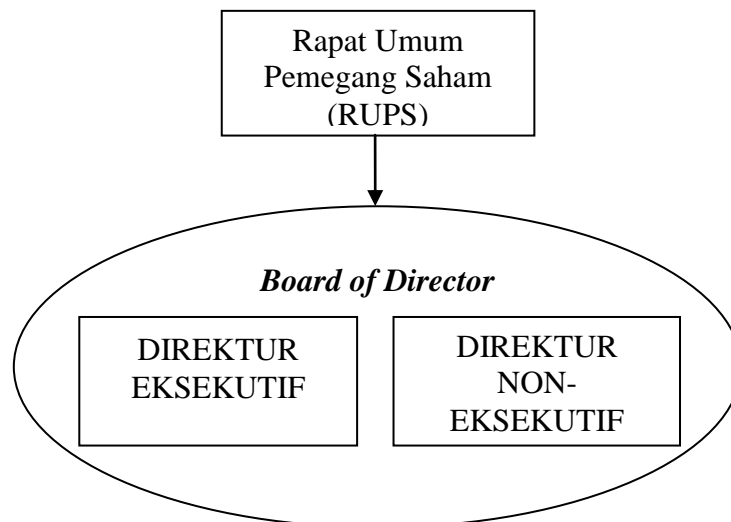 Rapat Umum
Pemegang Saham
(RUPS)
Board of Director
DIREKTUR
EKSEKUTIF
DIREKTUR
NON-
EKSEKUTIF